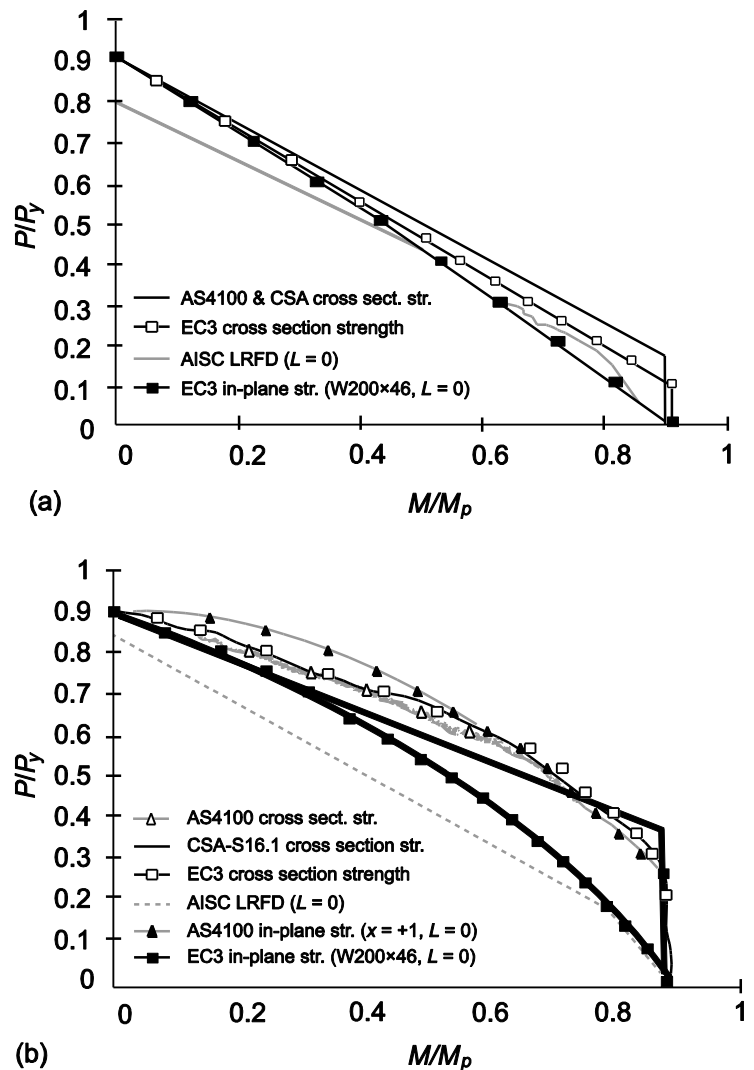 1
0.9
0.8
0.7
0.6
0.5
0.4
0.3
0.2
0.1
0
P/Py
AS4100 & CSA cross sect. str.
EC3 cross section strength
AISC LRFD (L = 0)
EC3 in-plane str. (W200×46, L = 0)
0 0.2 0.4 0.6 0.8 1
(a)
M/Mp
1
0.9
0.8
0.7
0.6
0.5
0.4
0.3
0.2
0.1
0
P/Py
AS4100 cross sect. str.
CSA-S16.1 cross section str.
EC3 cross section strength
AISC LRFD (L = 0)
AS4100 in-plane str. (x = +1, L = 0)
EC3 in-plane str. (W200×46, L = 0)
0 0.2 0.4 0.6 0.8 1
(b)
M/Mp